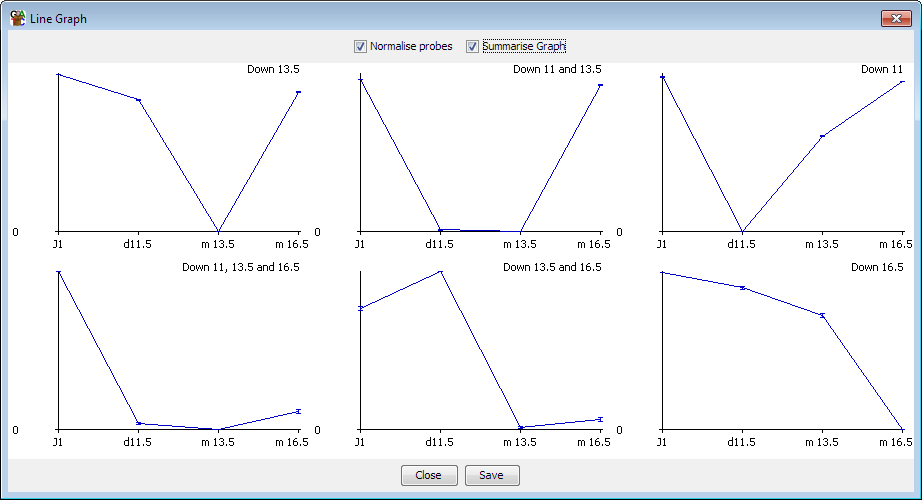 Line Graph
Normalise probes Summarise Graph
Down 13.5 Down 11 and 13.5 Down 11
0 0 0
J1 d11.5 m 13.5 m 16.5 J1 d11.5 m 13.5 m 16.5 J1 d11.5 m 13.5 m 16.5
Down 11, 13.5 and 16.5 Down 13.5 and 16.5 Down 16.5
0 0 0
J1 d11.5 m 13.5 m 16.5 J1 d11.5 m 13.5 m 16.5 J1 d11.5 m 13.5 m 16.5
Close Save